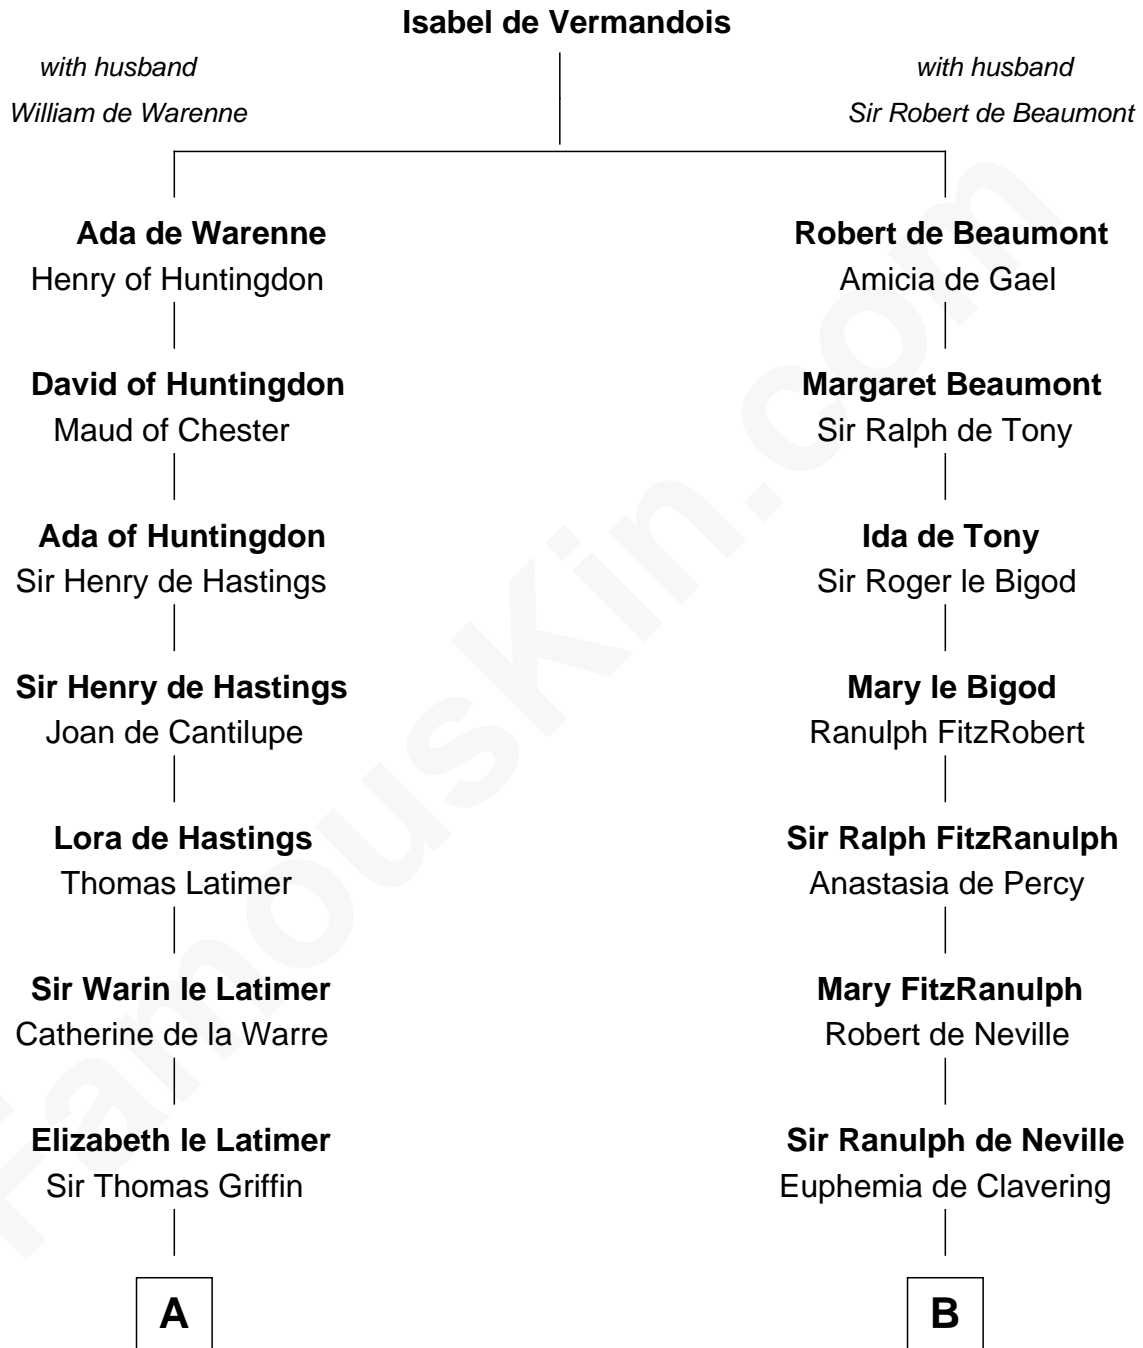 Isabel de Vermandois
with husband
William de Warenne
with husband
Sir Robert de Beaumont
Ada de Warenne
Henry of Huntingdon
Robert de Beaumont
Amicia de Gael
David of Huntingdon
Maud of Chester
Margaret Beaumont
Sir Ralph de Tony
Ada of Huntingdon
Sir Henry de Hastings
Ida de Tony
Sir Roger le Bigod
Sir Henry de Hastings
Joan de Cantilupe
Mary le Bigod
Ranulph FitzRobert
Lora de Hastings
Thomas Latimer
Sir Ralph FitzRanulph
Anastasia de Percy
Sir Warin le Latimer
Catherine de la Warre
Mary FitzRanulph
Robert de Neville
Elizabeth le Latimer
Sir Thomas Griffin
Sir Ranulph de Neville
Euphemia de Clavering
A
B
FamousKin.com